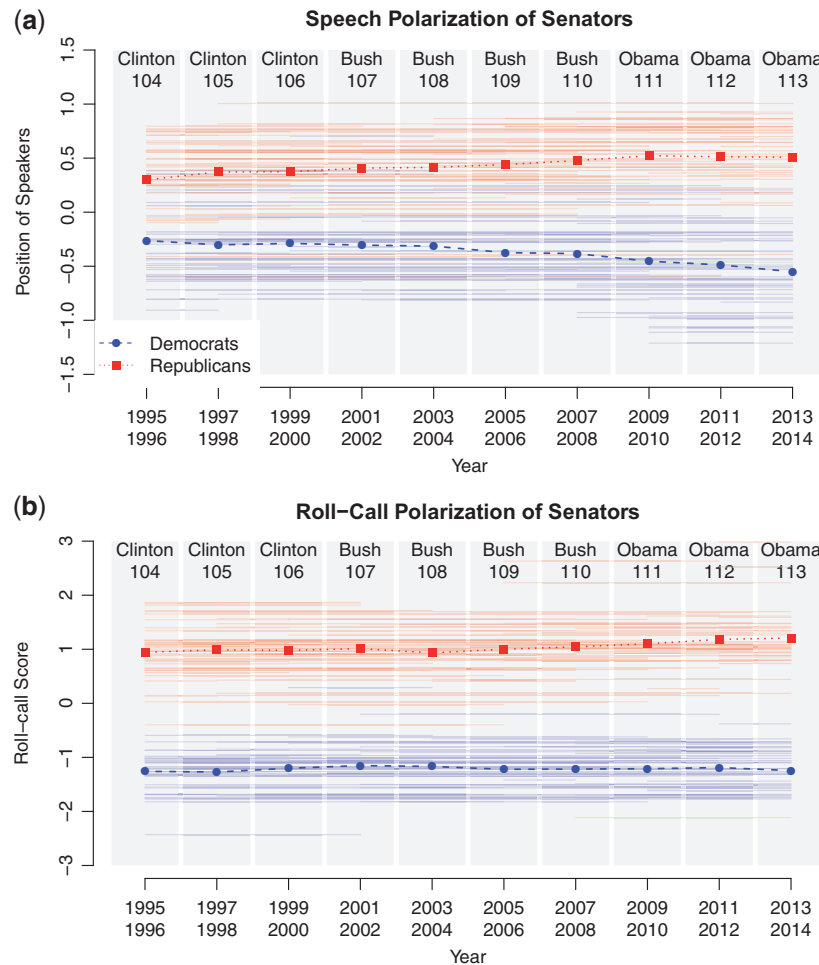 (a)
Speech Polarization of Senators
Clinton Clinton Clinton Bush Bush Bush Bush Obama Obama Obama
104 105 106 107 108 109 110 111 112 113
1.5
1.0
0.5
0.0
−0.5
−1.0
−1.5
Position of Speakers
Democrats
Republicans
1995 1997 1999 2001 2003 2005 2007 2009 2011 2013
1996 1998 2000 2002 2004 2006 2008 2010 2012 2014
Year
(b)
Roll−Call Polarization of Senators
Clinton Clinton Clinton Bush Bush Bush Bush Obama Obama Obama
104 105 106 107 108 109 110 111 112 113
3
2
1
0
−1
−2
−3
Roll−call Score
1995 1997 1999 2001 2003 2005 2007 2009 2011 2013
1996 1998 2000 2002 2004 2006 2008 2010 2012 2014
Year